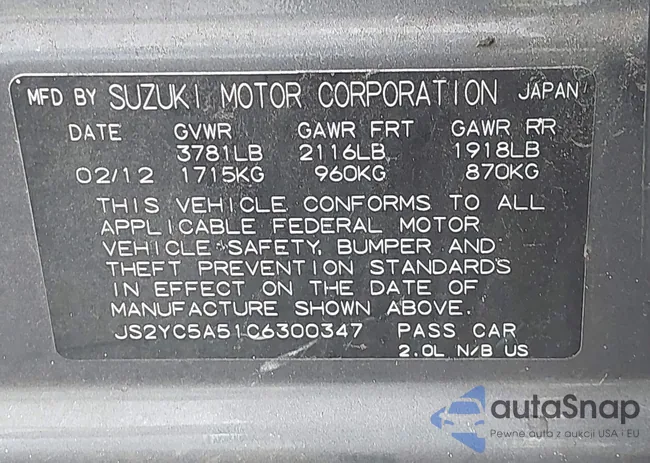 MFD BY SUZUKI MOTOR CORPORATION JAPAN
DATE GVWR GAWR FRT GAWR RR
3781LB 2116LB 1918LB
02/12 1715KG 960KG 870KG
THIS VEHICLE CONFORMS TO ALL
APPLICABLE FEDERAL MOTOR
VEHICLE SAFETY, BUMPER AND
THEFT PREVENTION STANDARDS
IN EFFECT ON THE DATE OF
MANUFACTURE SHOWN ABOVE.
JS2YC5A51C6300347 PASS CAR
2.0L N/B US
autaSnap
Pewne auta z aukcji USA i EU